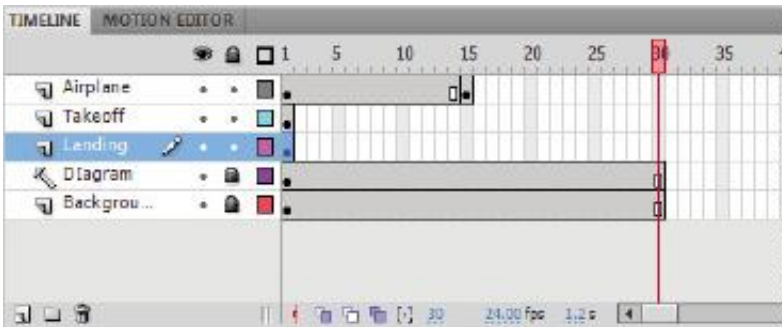 TIMELINE MOTION EDITOR
1 5 10 15 20 25 30 35
Airplane
Takeoff
Landing
DIagram
Backgrou...
30 24.00 fps 1.2 s